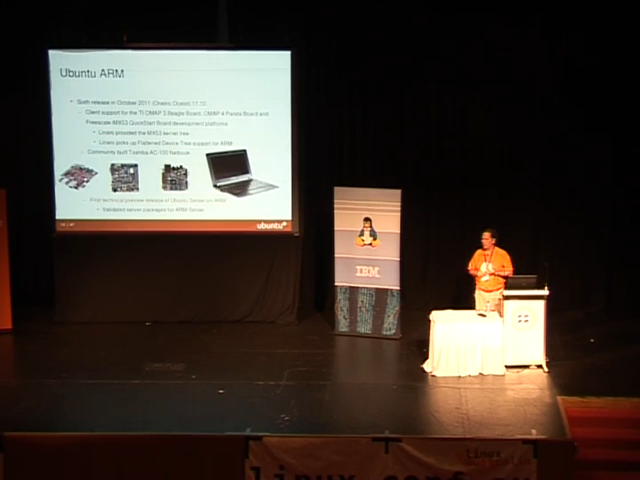 Ubuntu ARM
Sixth release in October 2011 (Oneiric Ocelot) 11.10
Client support for the TI OMAP 3 Beagle Board, OMAP 4 Panda Board and
Freescale iMX53 QuickStart Board development platforms
Linaro provided the MX53 kernel tree
Linaro picks up Flattened Device Tree support for ARM
Community built Toshiba AC-100 Netbook
First technical preview release of Ubuntu Server on ARM
Validated server packages for ARM Server
ubuntu
IBM
linux